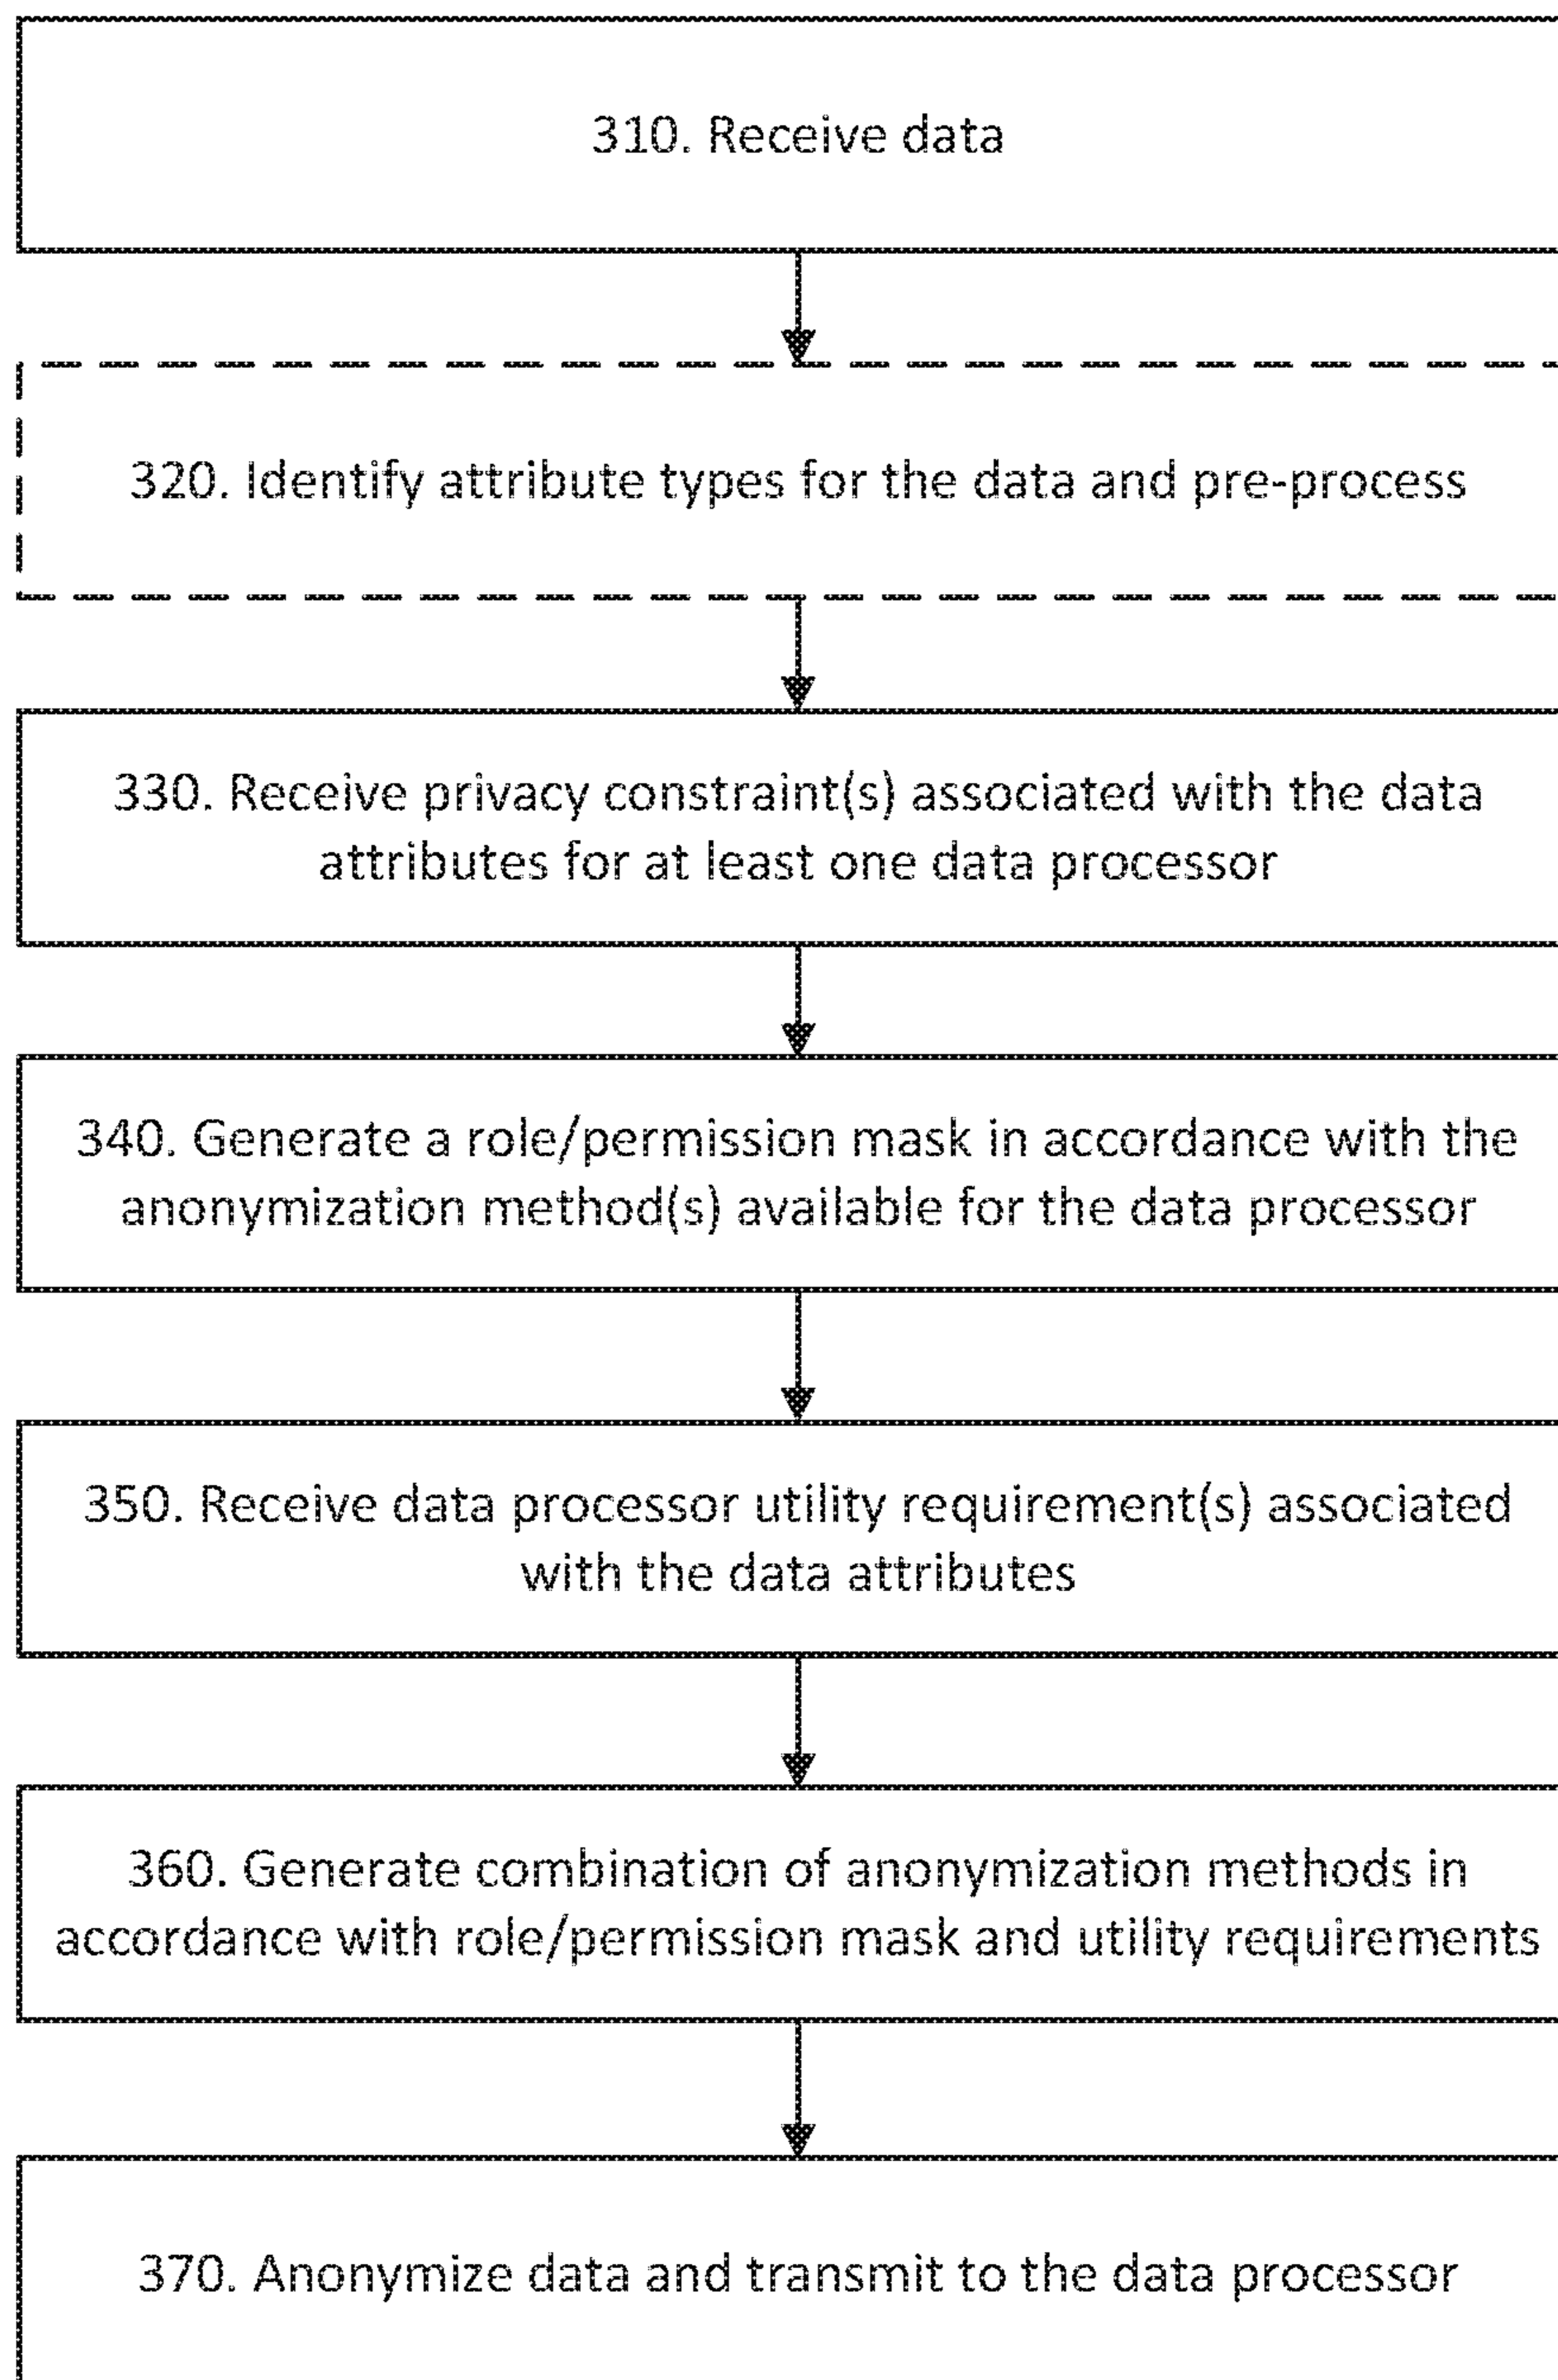 310. Receive data
320. Identify attribute types for the data and pre-process
330. Receive privacy constraint(s) associated with the data
attributes for at least one data processor
340. Generate a role/permission mask in accordance with the
anonymization method(s) available for the data processor
350. Receive data processor utility requirement(s) associated
with the data attributes
360. Generate combination of anonymization methods in
accordance with role/permission mask and utility requirements
370. Anonymize data and transmit to the data processor